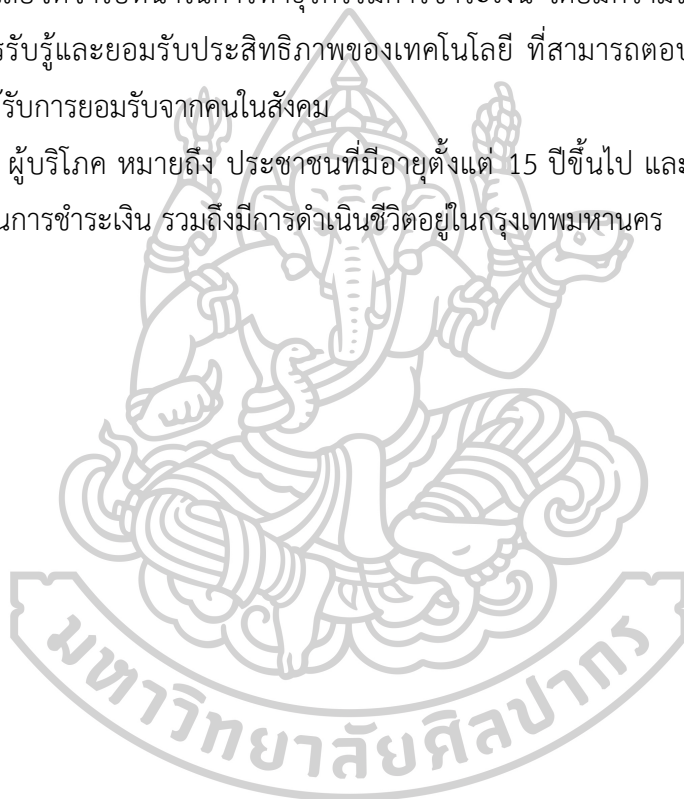 รรับรู้และยอมรับประสิทธิภาพของเทคโนโลยี ที่สามารถตอบ
รับการยอมรับจากคนในสังคม
ผู้บริโภค หมายถึง ประชาชนที่มีอายุตั้งแต่ 15 ปีขึ้นไป และ
นการชำระเงิน รวมถึงมีการดำเนินชีวิตอยู่ในกรุงเทพมหานคร
มหาวิทยาลัยศิลปากร